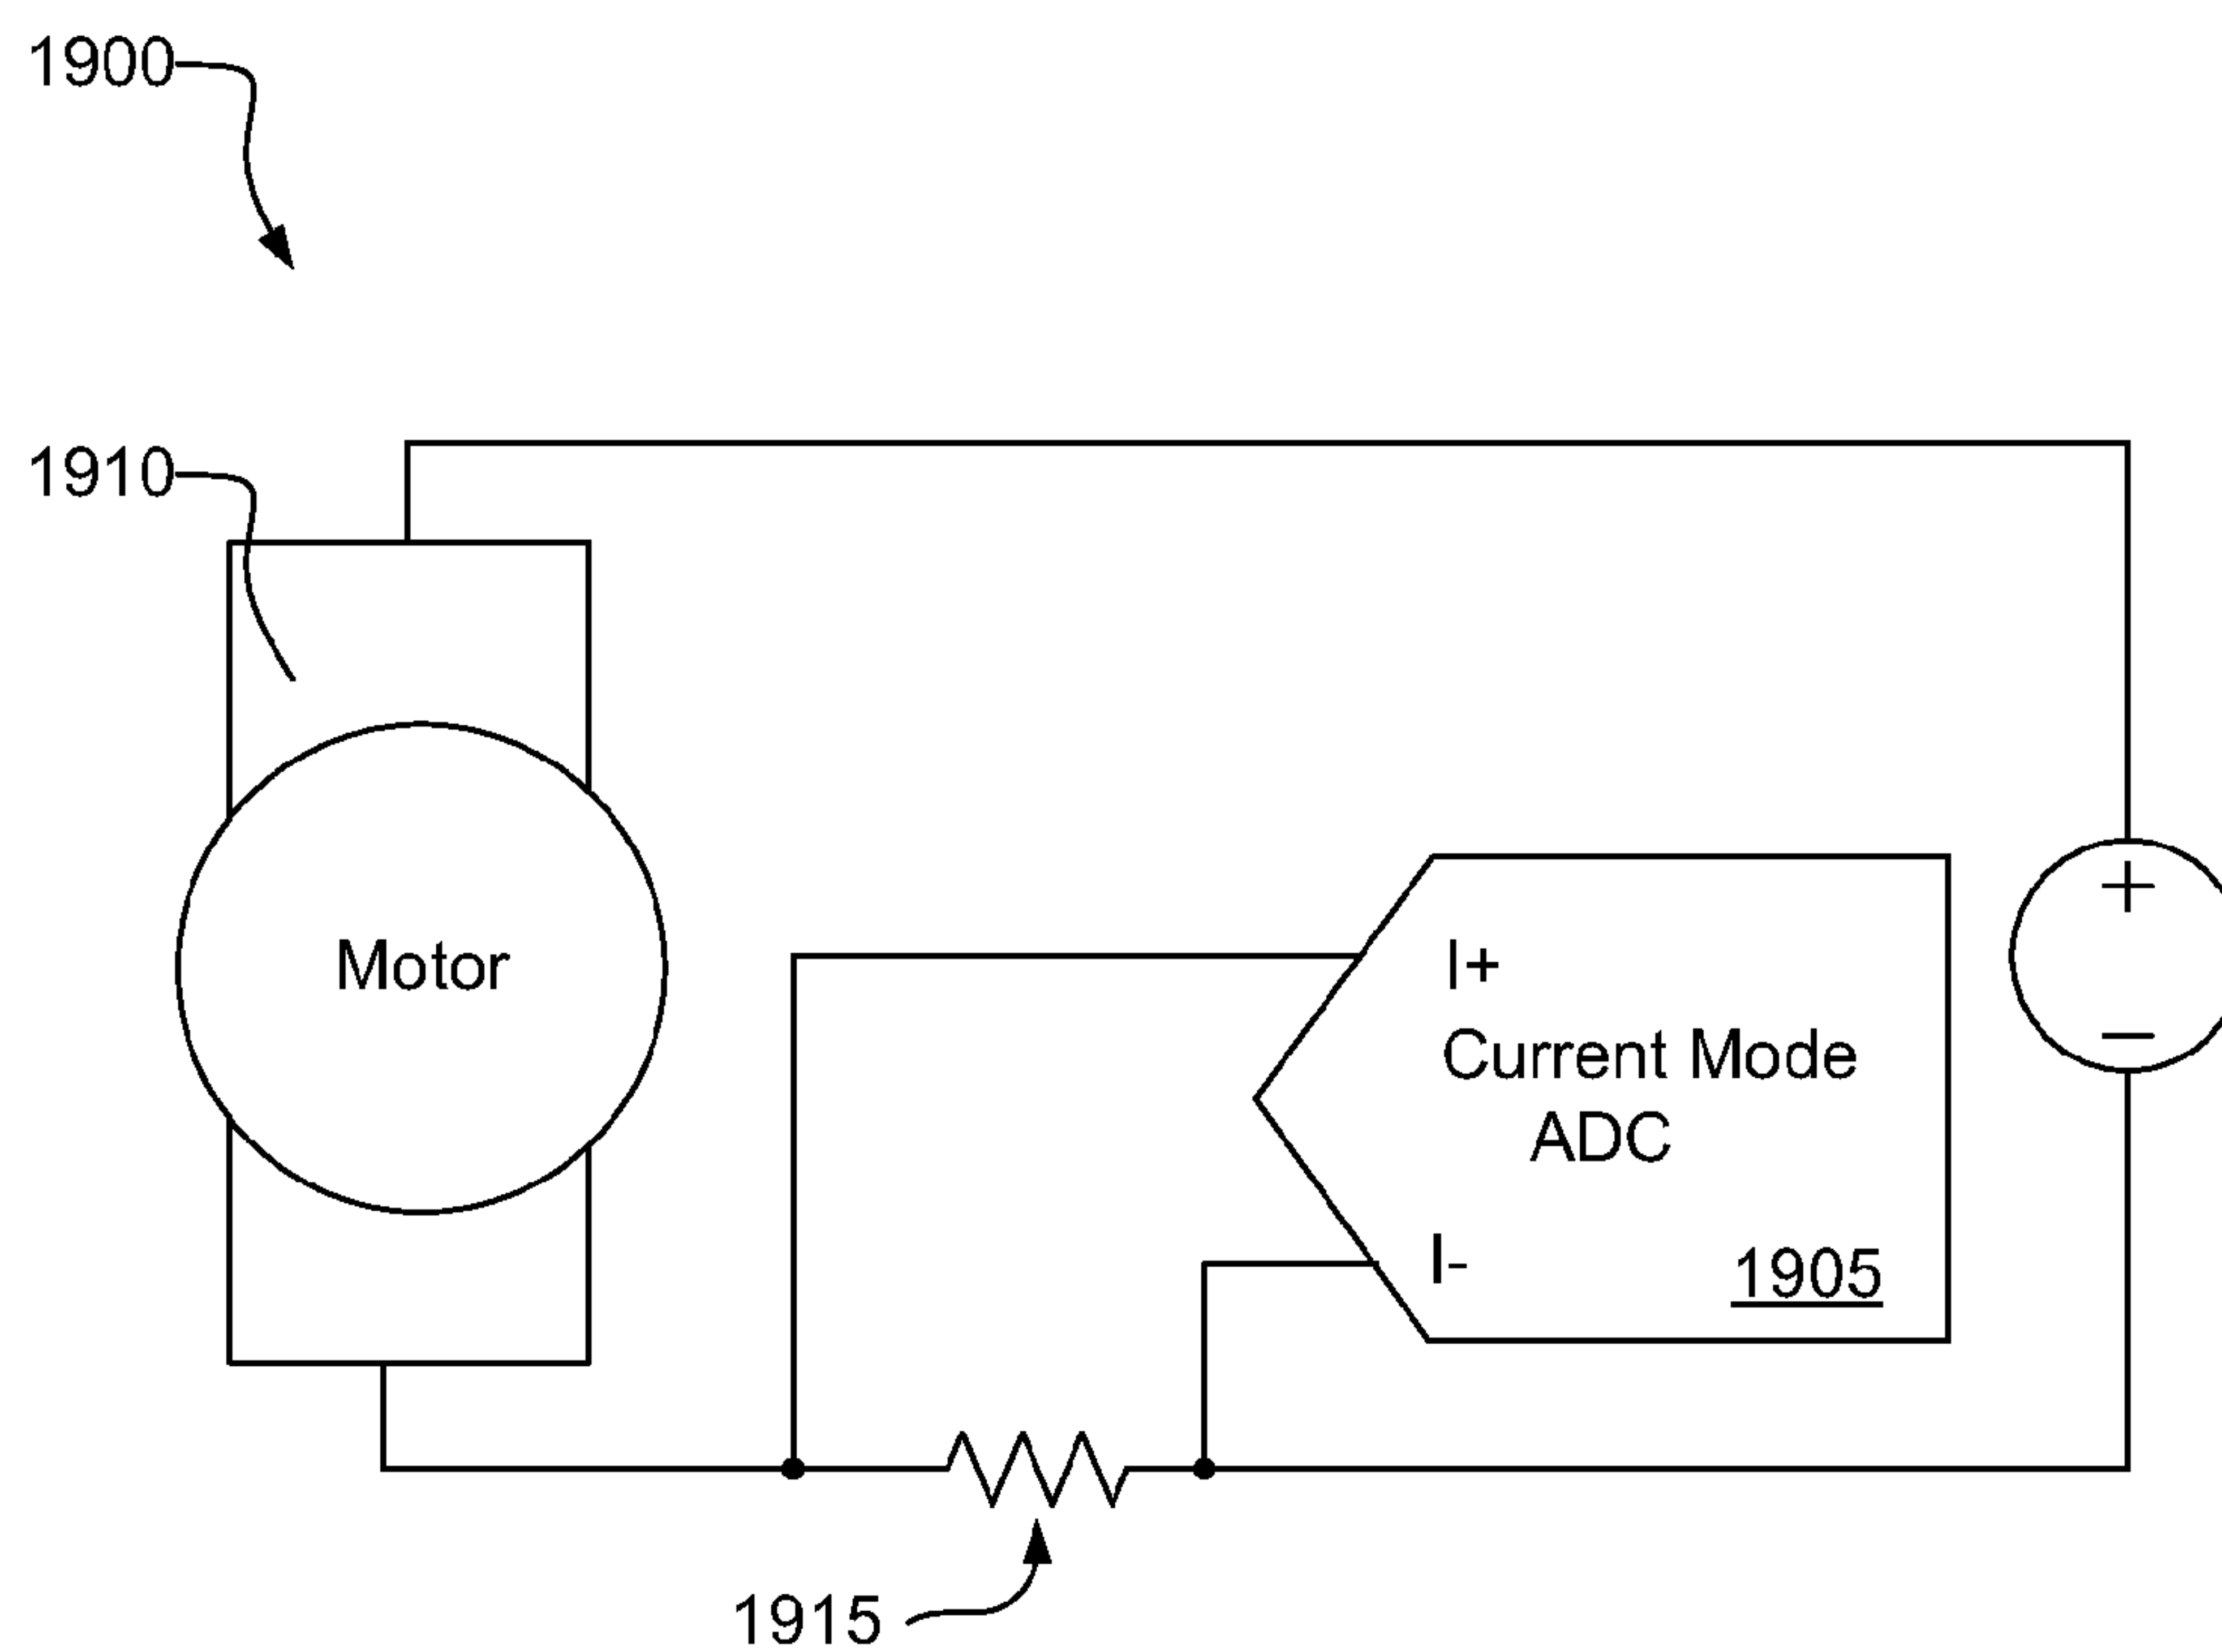 1900
1910
Motor
I+
Current Mode
ADC
I-
1905
+
−
1915